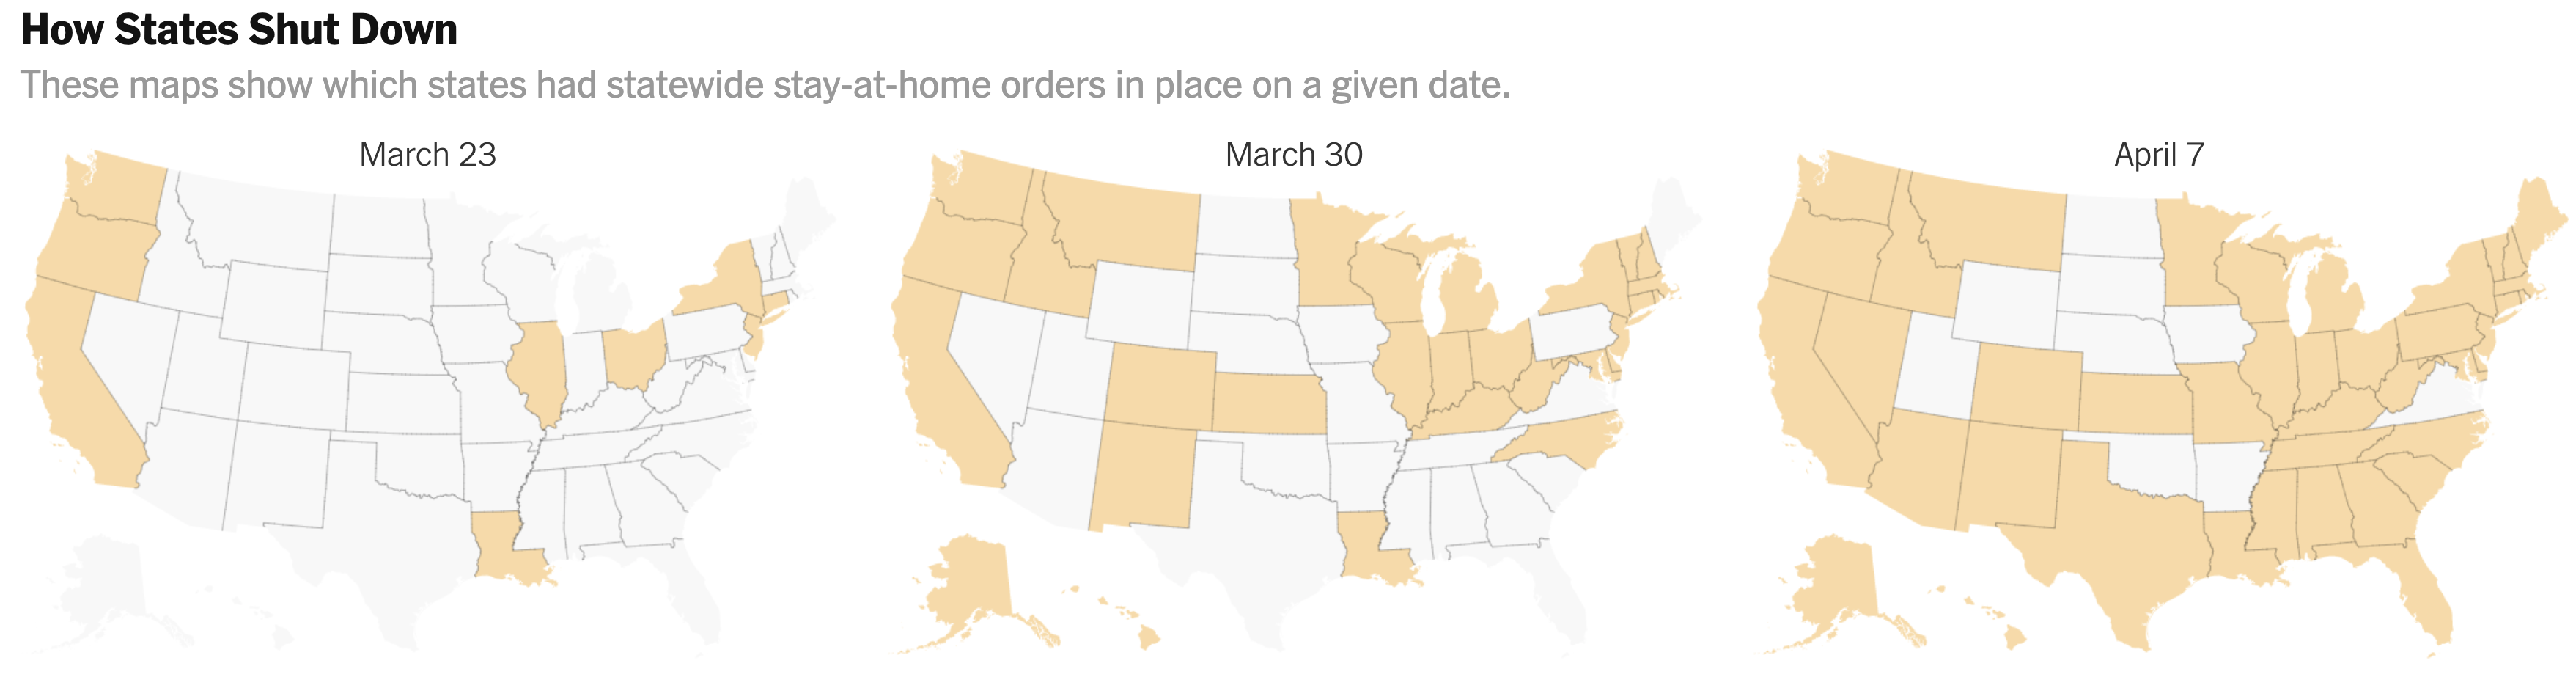 How States Shut Down
These maps show which states had statewide stay-at-home orders in place on a given date.
March 23
March 30
April 7